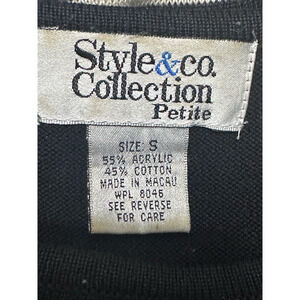 Style&co.
Collection
Petite
SIZE: S
55% ACRYLIC
45% COTTON
MADE IN MACAU
WPL 8046
SEE REVERSE
FOR CARE